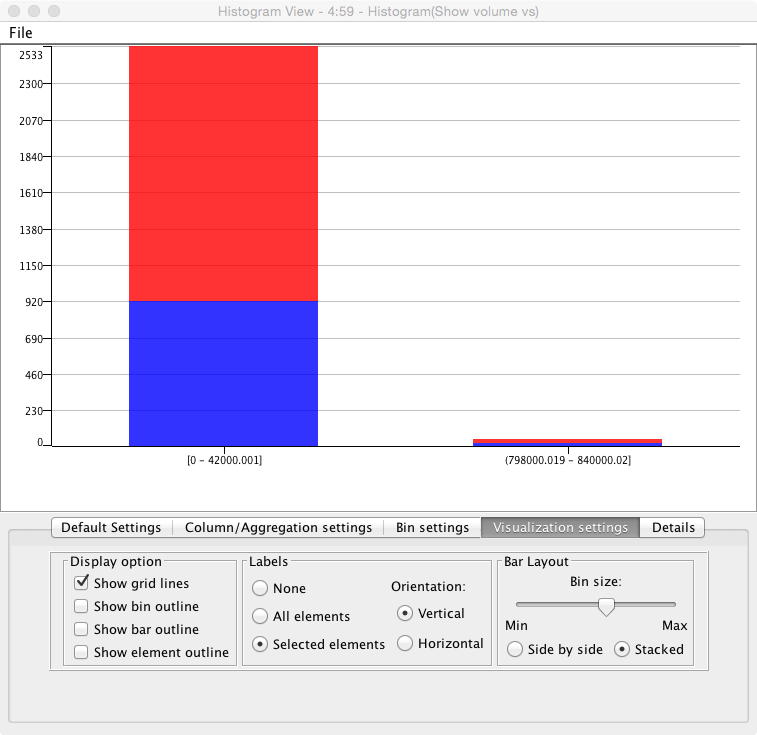 Histogram View - 4:59 - Histogram(Show volume vs)
File
2533
2300
2070
1840
1610
1380
1150
920
690
460
230
0
[0 - 42000.001]
(798000.019 - 840000.02]
Default Settings
Column/Aggregation settings
Bin settings
Visualization settings
Details
Display option
Show grid lines
Show bin outline
Show bar outline
Show element outline
Labels
None
All elements
Selected elements
Orientation:
Vertical
Horizontal
Bar Layout
Bin size:
Min
Max
Side by side
Stacked